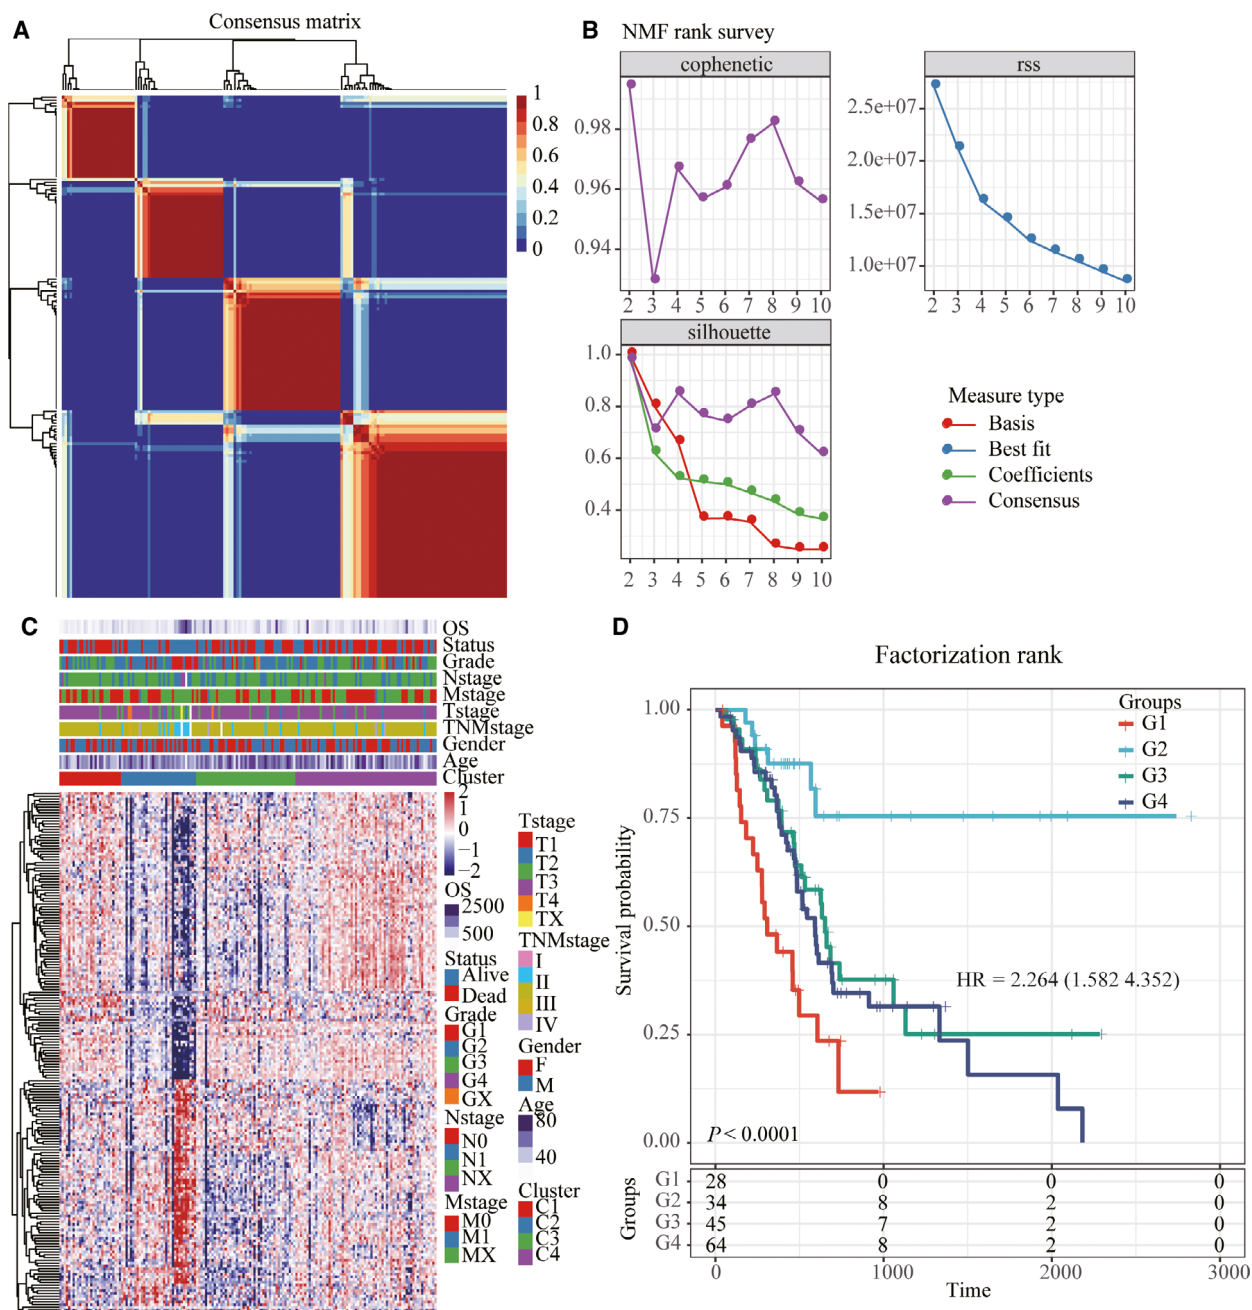 A
Consensus matrix
1
0.8
0.6
0.4
0.2
0
B
NMF rank survey
cophenetic
0.98
0.96
0.94
2 3 4 5 6 7 8 9 10
rss
2.5e+07
2.0e+07
1.5e+07
1.0e+07
2 3 4 5 6 7 8 9 10
silhouette
1.0
0.8
0.6
0.4
2 3 4 5 6 7 8 9 10
Measure type
Basis
Best fit
Coefficients
Consensus
C
OS
Status
Grade
Nstage
Mstage
Tstage
TNMstage
Gender
Age
Cluster
2
1
0
−1
−2
OS
2500
500
Status
Alive
Dead
Grade
G1
G2
G3
G4
GX
Nstage
N0
N1
NX
Mstage
M0
M1
MX
Tstage
T1
T2
T3
T4
TX
TNMstage
I
II
III
IV
Gender
F
M
Age
80
40
Cluster
C1
C2
C3
C4
D
Factorization rank
Groups
G1
G2
G3
G4
Survival probability
1.00
0.75
0.50
0.25
0.00
HR = 2.264 (1.582 4.352)
P < 0.0001
Groups
G1 28 0 0 0
G2 34 8 2 0
G3 45 7 2 0
G4 64 8 2 0
0 1000 2000 3000
Time